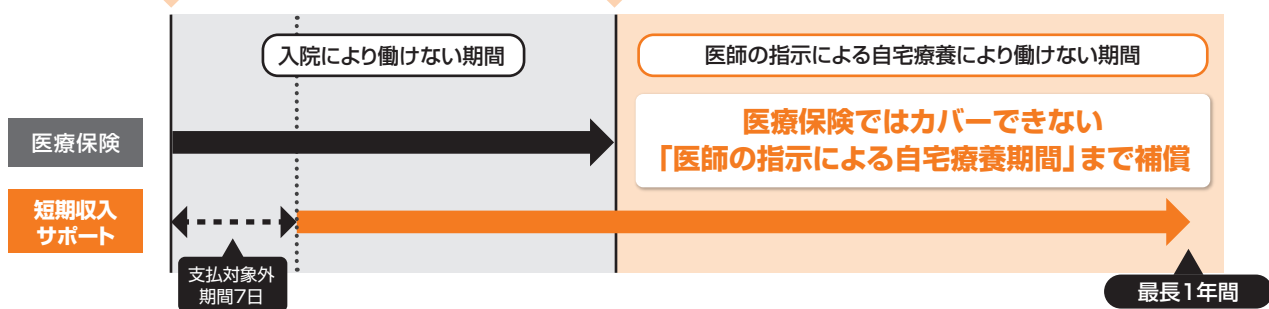 入院により働けない期間
医師の指示による自宅療養により働けない期間
医療保険
医療保険ではカバーできない
「医師の指示による自宅療養期間」まで補償
短期収入
サポート
支払対象外
期間7日
最長1年間